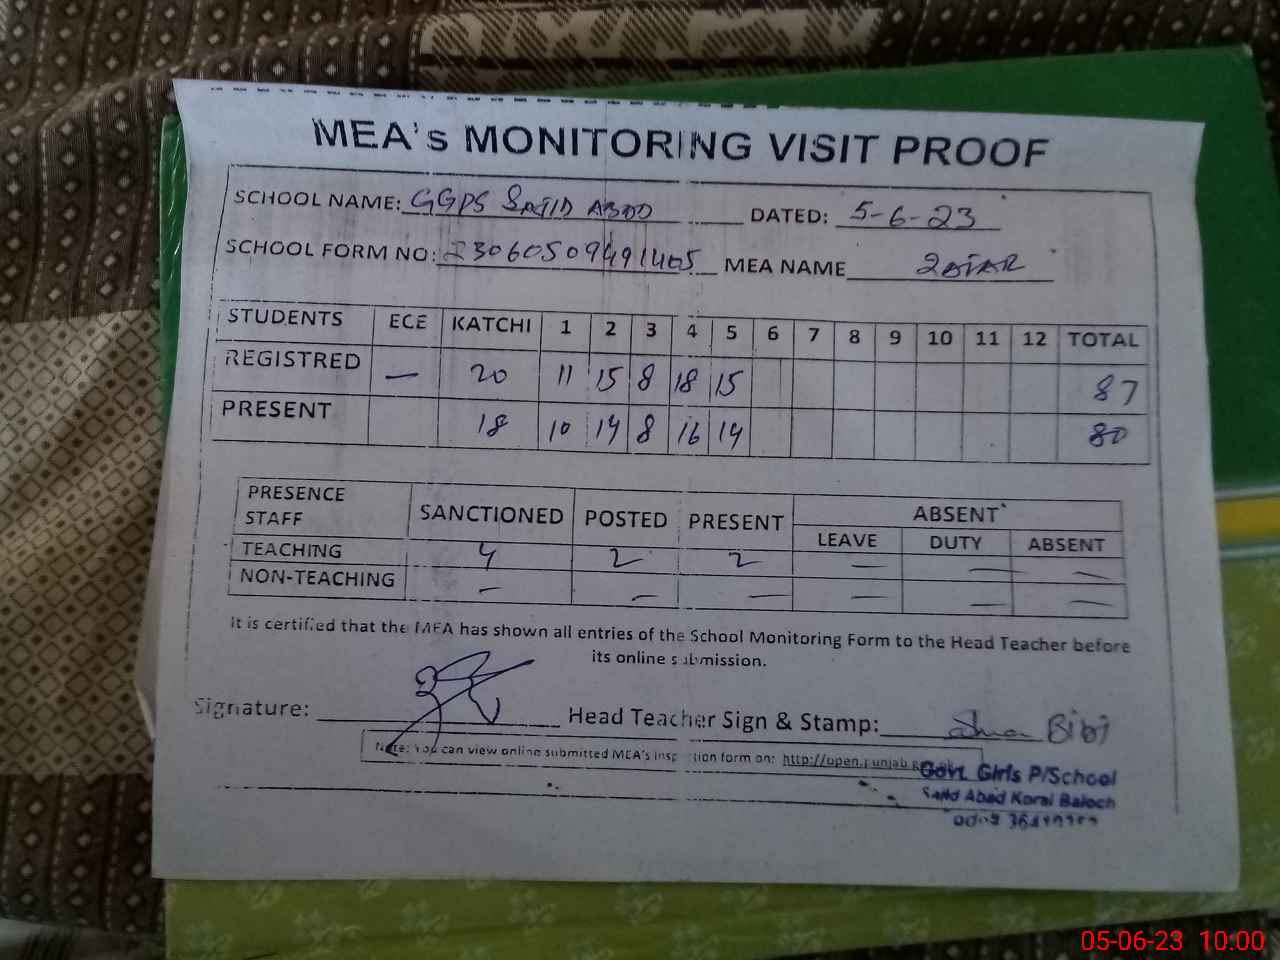 MEA's MONITORING VISIT PROOF
SCHOOL NAME: GGPS SAJID ABAD DATED: 5-6-23
SCHOOL FORM NO: 23060509491405 MEA NAME
STUDENTS ECE KATCHI 1 2 3 4 5 6 7 8 9 10 11 12 TOTAL
REGISTRED — 20 11 15 8 18 15 87
PRESENT 18 10 14 8 16 14 80
PRESENCE STAFF SANCTIONED POSTED PRESENT ABSENT
LEAVE DUTY ABSENT
TEACHING 4 2 2 — — —
NON-TEACHING — — — — — —
It is certified that the MEA has shown all entries of the School Monitoring Form to the Head Teacher before
its online submission.
Signature: Head Teacher Sign & Stamp: Bibi
Note: You can view online submitted MEA's inspection form on: http://open.punjab
Govt Girls P/School
Sajid Abad Korai Baloch
05-06-23 10:00